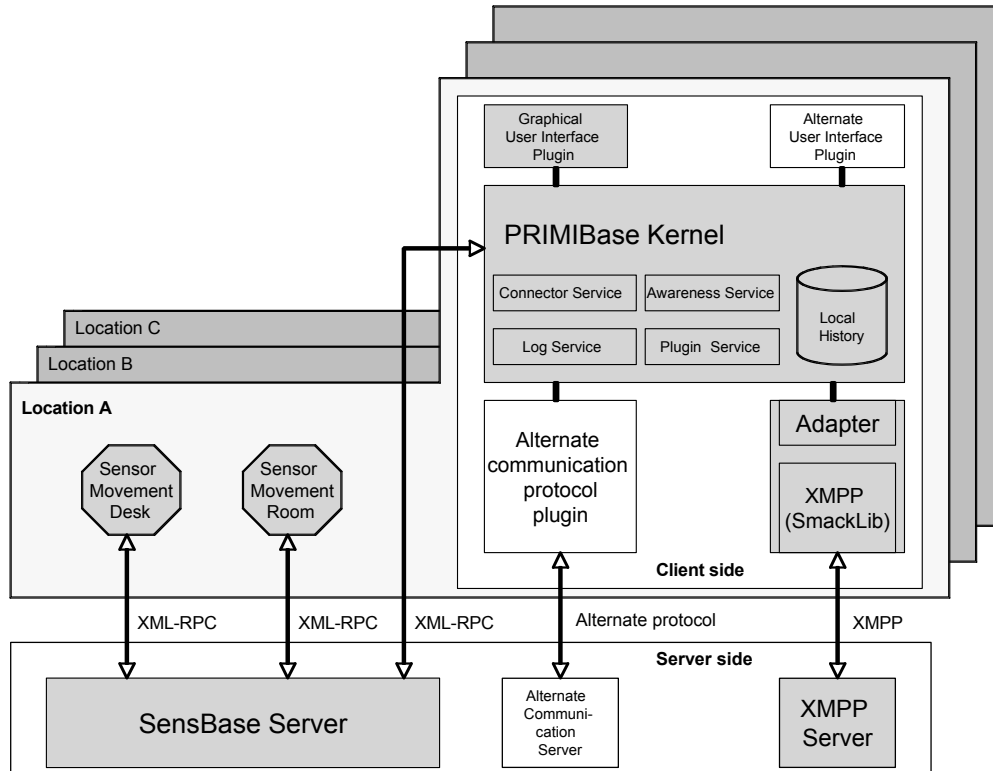 Graphical
User Interface
Plugin
Alternate
User Interface
Plugin
PRIMIBase Kernel
Connector Service
Awareness Service
Log Service
Plugin Service
Local
History
Location C
Location B
Location A
Sensor
Movement
Desk
Sensor
Movement
Room
Alternate
communication
protocol
plugin
Adapter
XMPP
(SmackLib)
Client side
XML-RPC
XML-RPC
XML-RPC
Alternate protocol
XMPP
Server side
SensBase Server
Alternate
Communi-
cation
Server
XMPP
Server